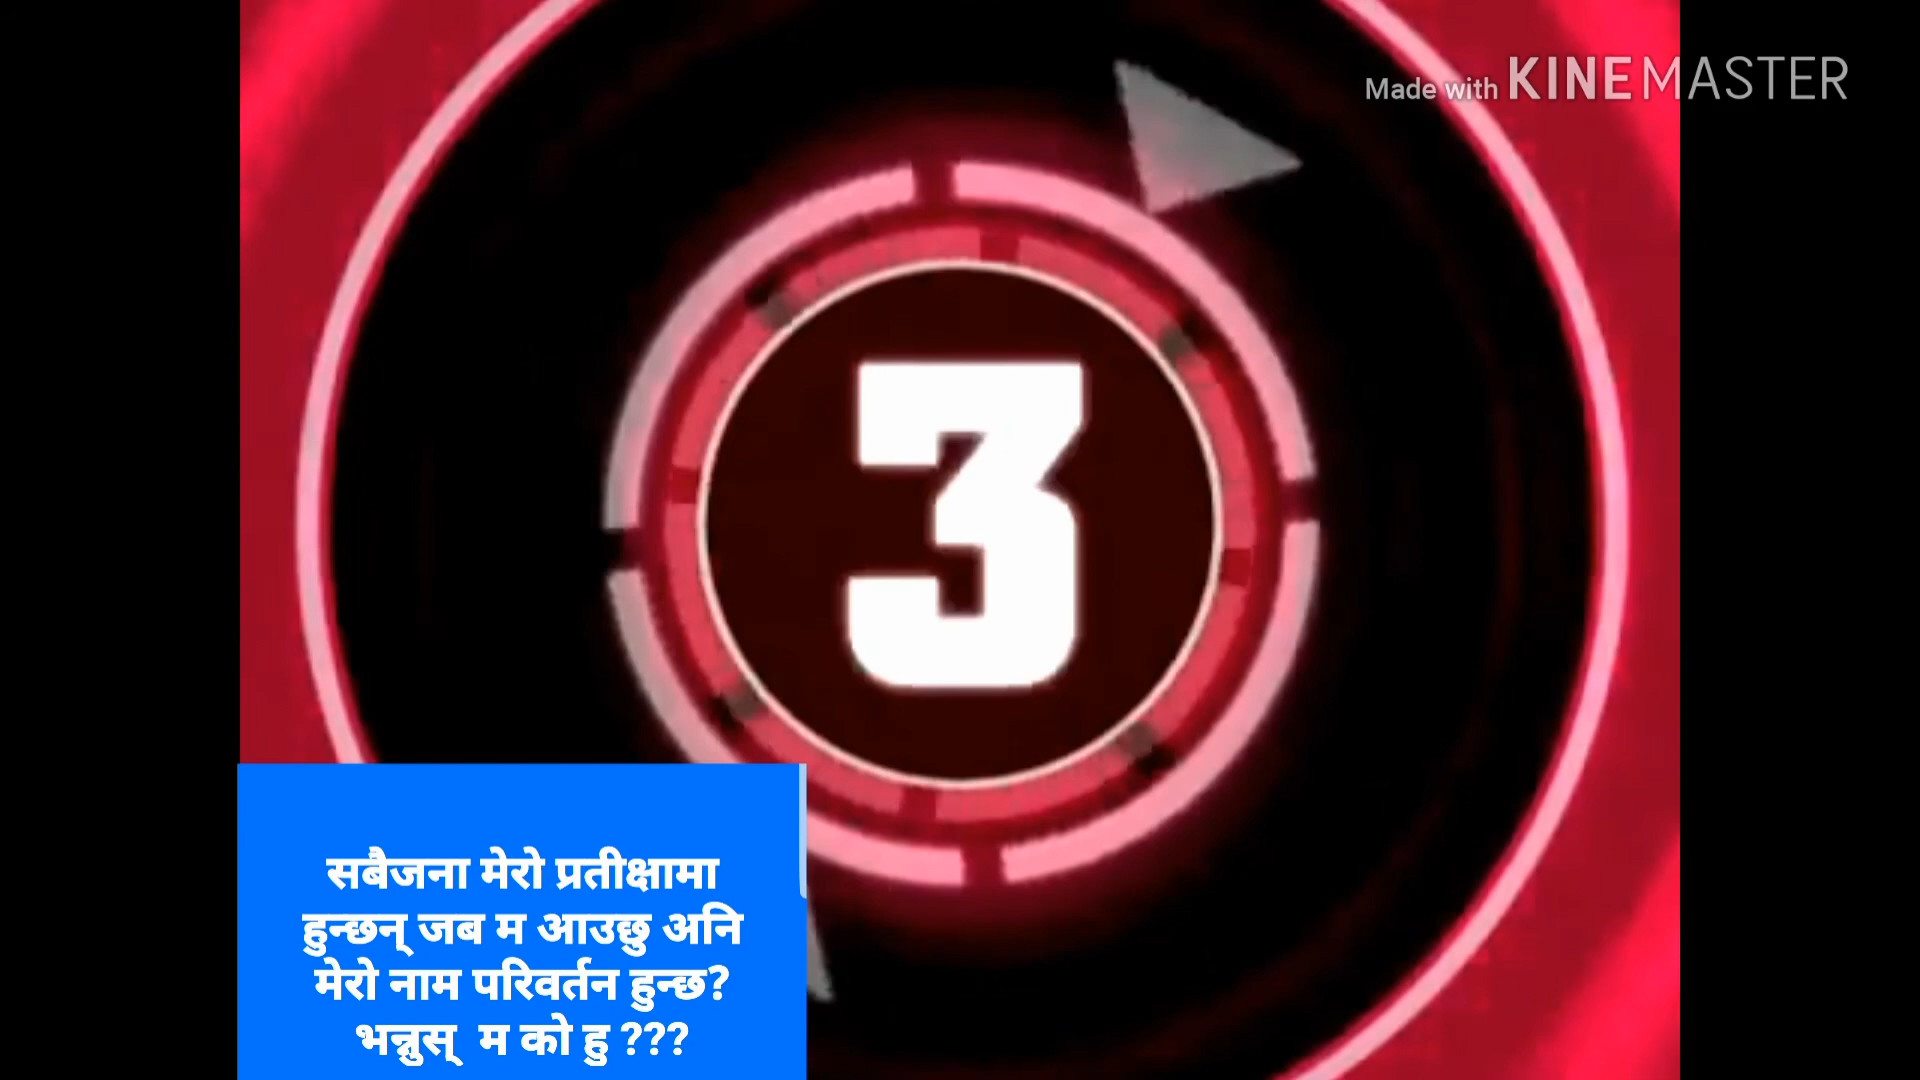 Made with KINEMASTER
3
सबैजना मेरो प्रतीक्षामा
हुन्छन् जब म आउछु अनि
मेरो नाम परिवर्तन हुन्छ?
भन्नुस् म को हु ???